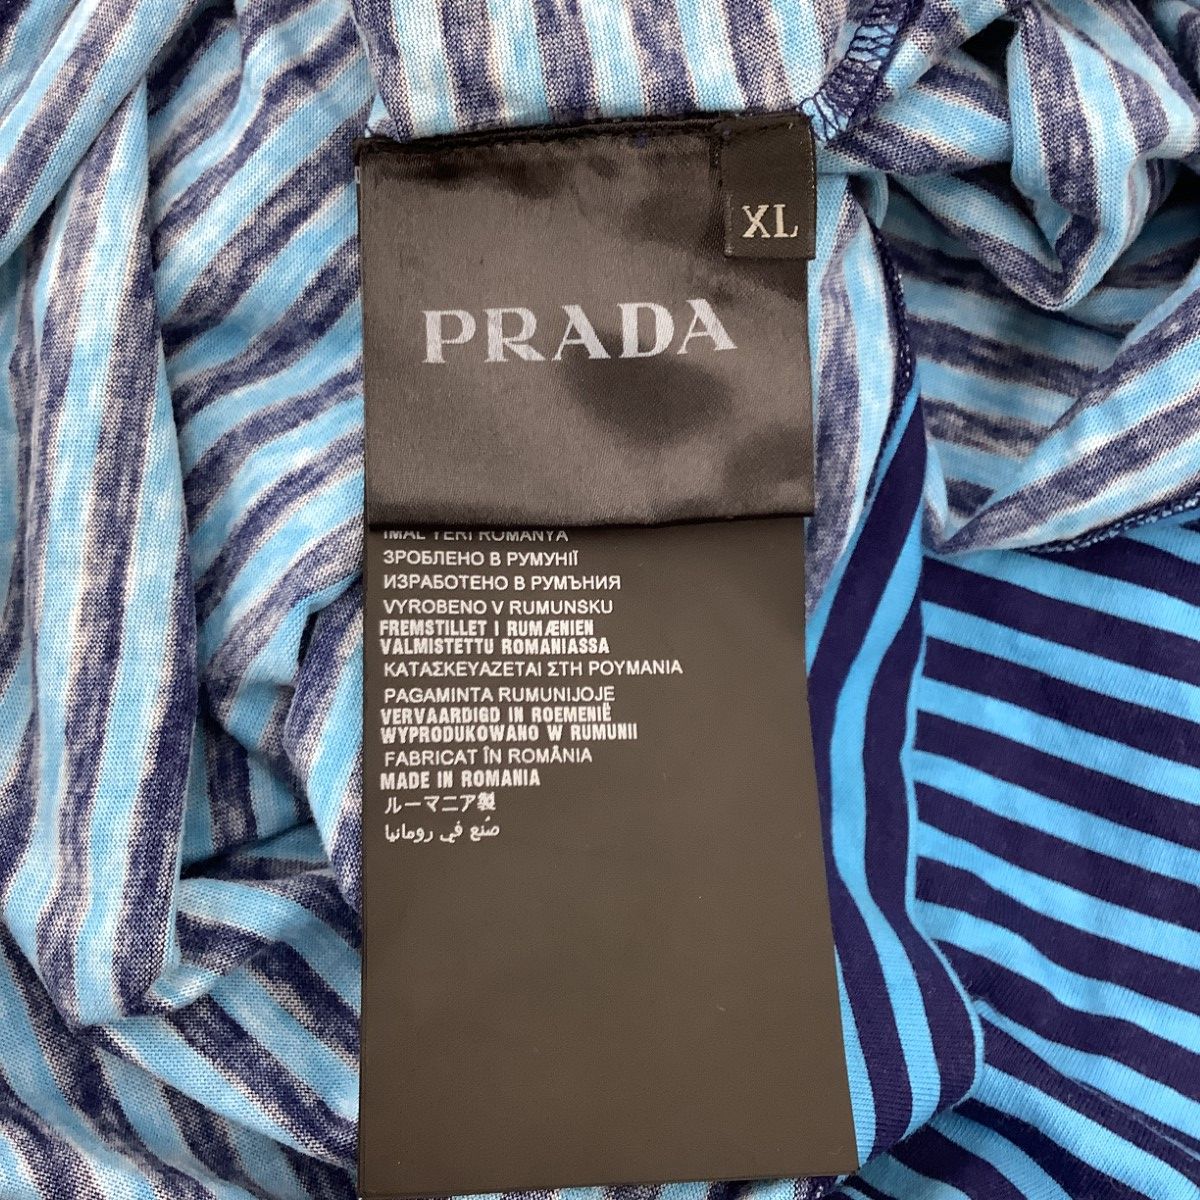 XL
PRADA
IMAL YERI ROMANYA
ЗРОБЛЕНО В РУМУНІЇ
ИЗРАБОТЕНО В РУМЪНИЯ
VYROBENO V RUMUNSKU
FREMSTILLET I RUMÆNIEN
VALMISTETTU ROMANIASSA
ΚΑΤΑΣΚΕΥΑΖΕΤΑΙ ΣΤΗ ΡΟΥΜΑΝΙΑ
PAGAMINTA RUMUNIJOJE
VERVAARDIGD IN ROEMENIË
WYPRODUKOWANO W RUMUNII
FABRICAT ÎN ROMÂNIA
MADE IN ROMANIA
ルーマニア製
صُنع في رومانيا